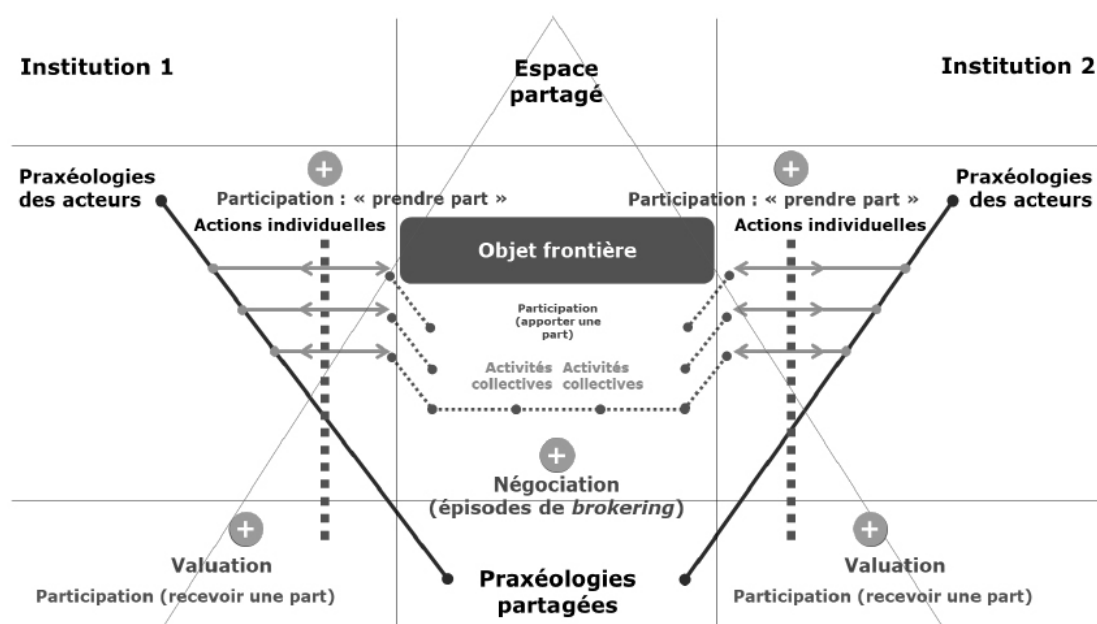 Institution 1
Espace
partagé
Institution 2
Praxéologies
des acteurs
+
Participation : « prendre part »
Actions individuelles
+
Participation : « prendre part »
Actions individuelles
Praxéologies
des acteurs
Objet frontière
Participation
(apporter une
part)
Activités
collectives
Activités
collectives
+
Négociation
(épisodes de brokering)
+
Valuation
Participation (recevoir une part)
Praxéologies
partagées
+
Valuation
Participation (recevoir une part)